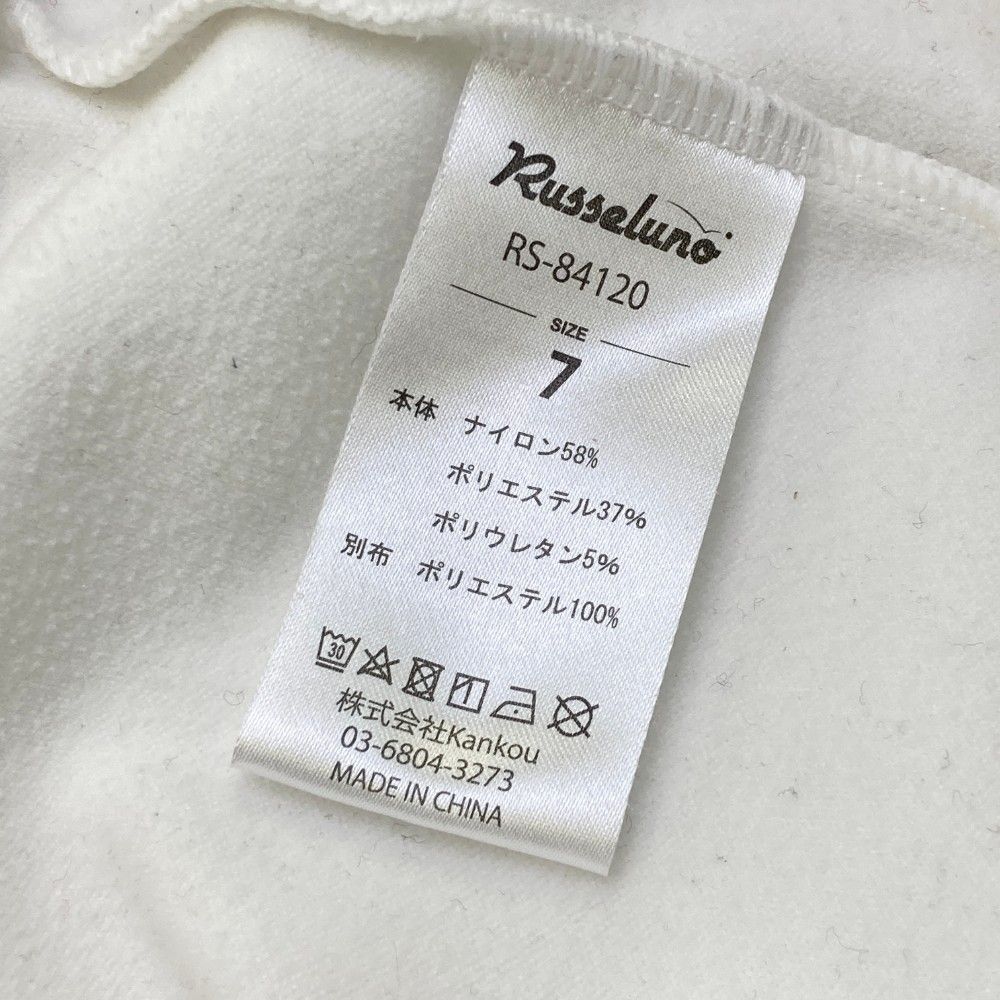 Russeluno
RS-84120
SIZE
7
本体 ナイロン58%
ポリエステル37%
ポリウレタン5%
別布 ポリエステル100%
30
株式会社Kankou
03-6804-3273
MADE IN CHINA